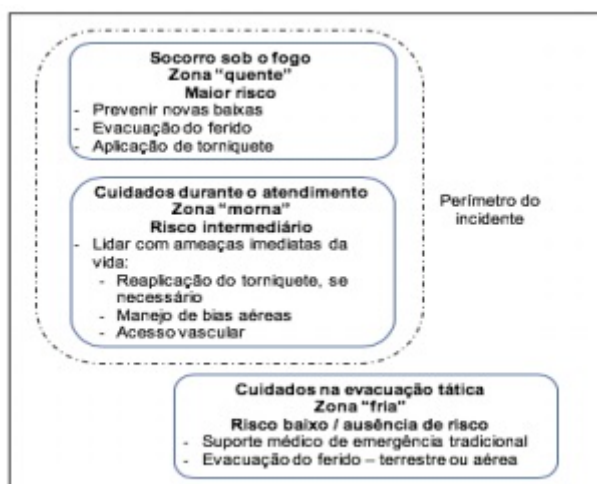 Socorro sob o fogo
Zona "quente"
Maior risco
- Prevenir novas baixas
- Evacuação do ferido
- Aplicação de torniquete
Cuidados durante o atendimento
Zona "morna"
Risco intermediário
- Lidar com ameaças imediatas da
vida:
- Reaplicação do torniquete, se
necessário
- Manejo de bias aéreas
- Acesso vascular
Perímetro do
incidente
Cuidados na evacuação tática
Zona "fria"
Risco baixo / ausência de risco
- Suporte médico de emergência tradicional
- Evacuação do ferido – terrestre ou aérea